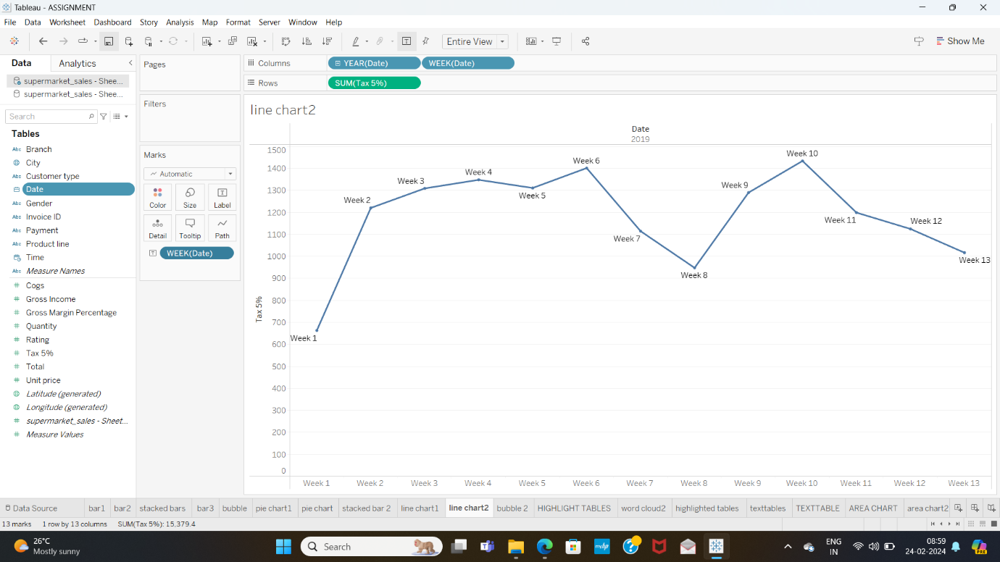 Tableau - ASSIGNMENT
File Data Worksheet Dashboard Story Analysis Map Format Server Window Help
Entire View
Show Me
Data Analytics
supermarket_sales - Shee...
supermarket_sales - Shee...
Search
Tables
Abc Branch
City
Abc Customer type
Date
Abc Gender
Abc Invoice ID
Abc Payment
Abc Product line
Time
Abc Measure Names
# Cogs
# Gross Income
# Gross Margin Percentage
# Quantity
# Rating
# Tax 5%
# Total
# Unit price
Latitude (generated)
Longitude (generated)
# supermarket_sales - Sheet...
# Measure Values
Pages
Filters
Marks
Automatic
Color Size Label
Detail Tooltip Path
T WEEK(Date)
Columns YEAR(Date) WEEK(Date)
Rows SUM(Tax 5%)
line chart2
Date
2019
1500
1400
1300
1200
1100
1000
900
800
700
600
500
400
300
200
100
0
Tax 5%
Week 1
Week 2
Week 3
Week 4
Week 5
Week 6
Week 7
Week 8
Week 9
Week 10
Week 11
Week 12
Week 13
Week 1 Week 2 Week 3 Week 4 Week 5 Week 6 Week 7 Week 8 Week 9 Week 10 Week 11 Week 12 Week 13
Data Source bar1 bar2 stacked bars bar3 bubble pie chart1 pie chart stacked bar 2 line chart1 line chart2 bubble 2 HIGHLIGHT TABLES word cloud2 highlighted tables texttables TEXTTABLE AREA CHART area chart2
13 marks 1 row by 13 columns SUM(Tax 5%): 15,379.4
26°C
Mostly sunny
Search
myhp
ENG
IN
08:59
24-02-2024
PRE